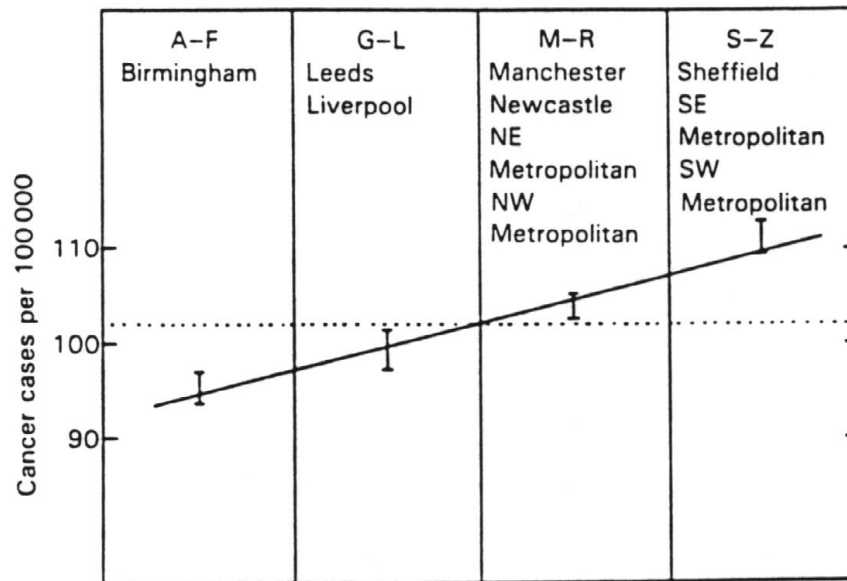 A–F
Birmingham
G–L
Leeds
Liverpool
M–R
Manchester
Newcastle
NE
Metropolitan
NW
Metropolitan
S–Z
Sheffield
SE
Metropolitan
SW
Metropolitan
Cancer cases per 100 000
110
100
90